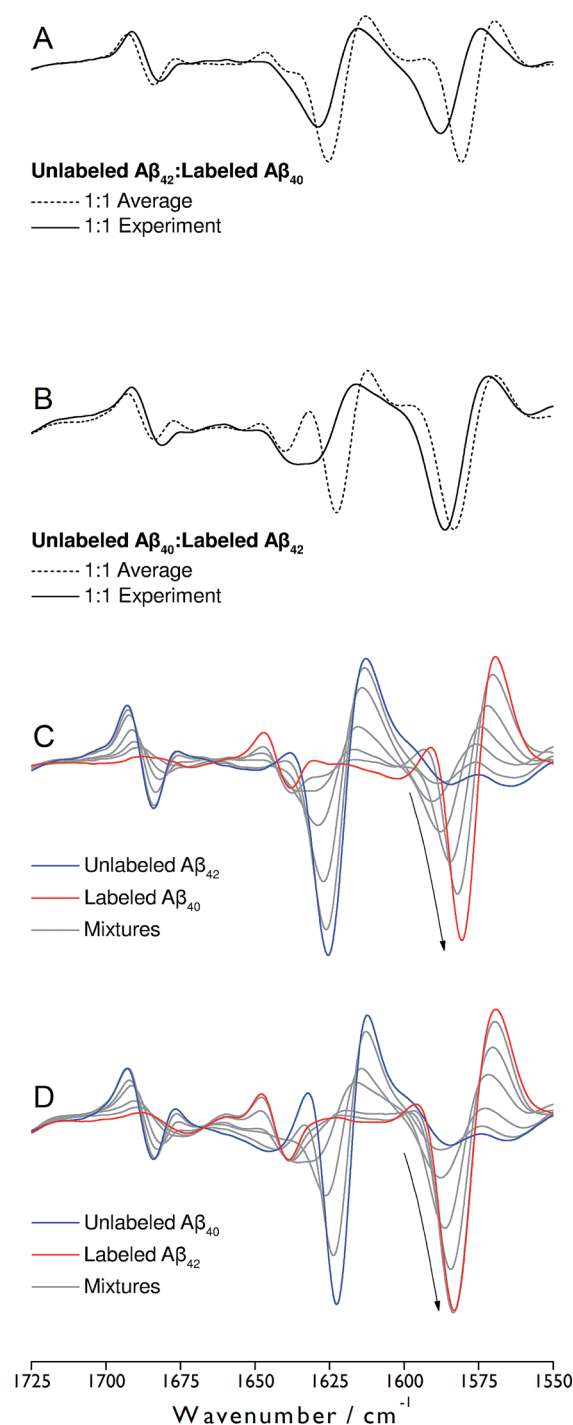 A
Unlabeled Aβ₄₂:Labeled Aβ₄₀
1:1 Average
1:1 Experiment
B
Unlabeled Aβ₄₀:Labeled Aβ₄₂
1:1 Average
1:1 Experiment
C
Unlabeled Aβ₄₂
Labeled Aβ₄₀
Mixtures
D
Unlabeled Aβ₄₀
Labeled Aβ₄₂
Mixtures
1725 1700 1675 1650 1625 1600 1575 1550
Wavenumber / cm⁻¹